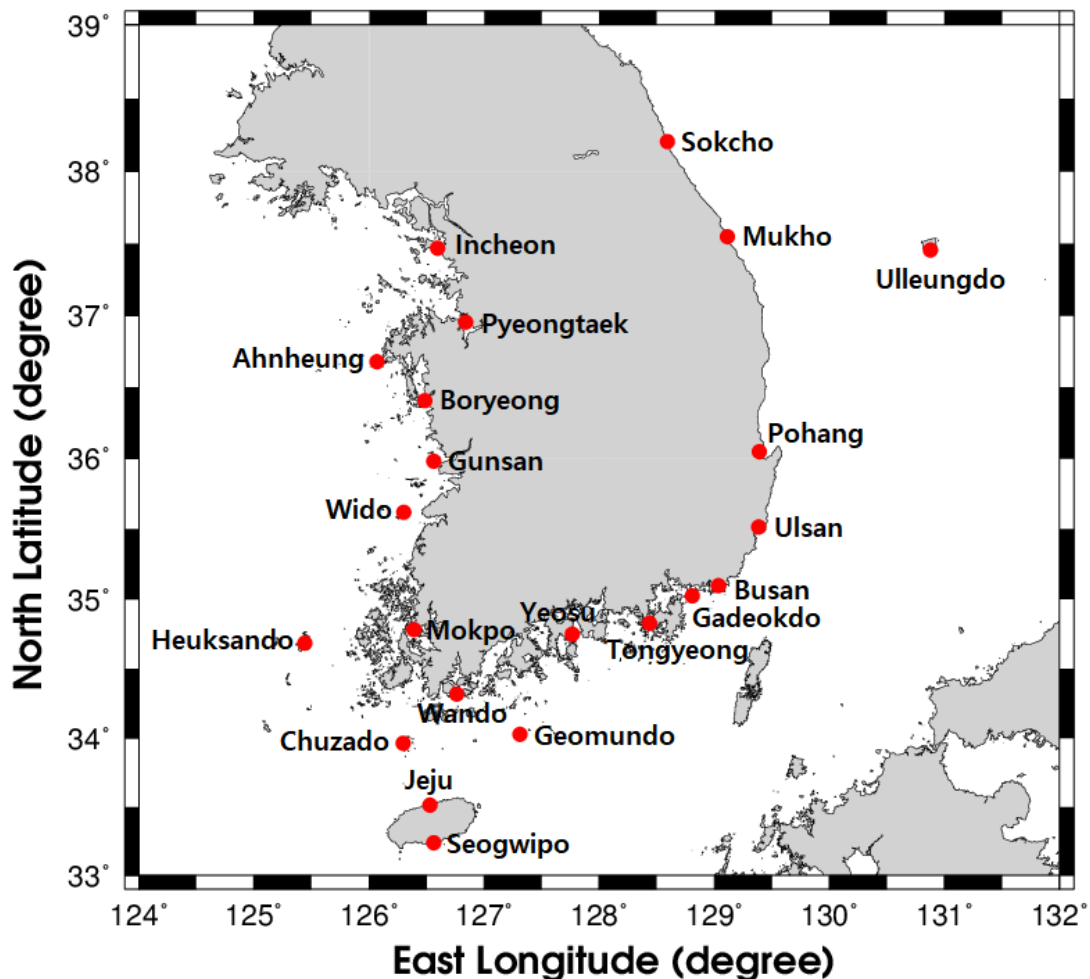 39°
Sokcho
38°
Mukho
Incheon
Ulleungdo
37°
Pyeongtaek
Ahnheung
Boryeong
Pohang
36°
Gunsan
Wido
Ulsan
35°
Busan
Yeosu
Gadeokdo
Heuksando
Mokpo
Tongyeong
Wando
34°
Chuzado
Geomundo
Jeju
Seogwipo
33°
124°
125°
126°
127°
128°
129°
130°
131°
132°
East Longitude (degree)
North Latitude (degree)